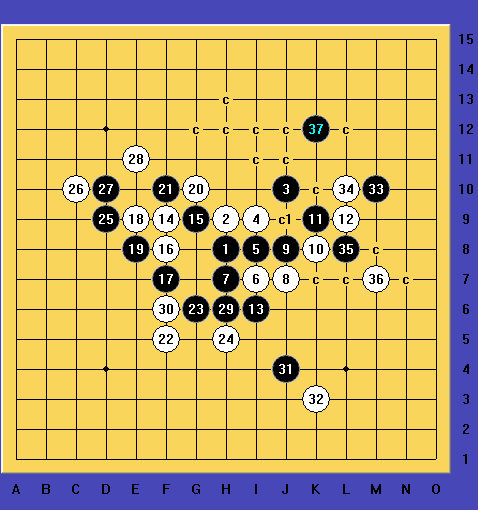 15
14
c 13
c c c c 37 c 12
28 c c 11
26 27 21 20 3 c 34 33 10
25 18 14 15 2 4 c1 11 12 9
19 16 1 5 9 10 35 c 8
17 7 6 8 c c 36 c 7
30 23 29 13 6
22 24 5
31 4
32 3
2
1
A B C D E F G H I J K L M N O